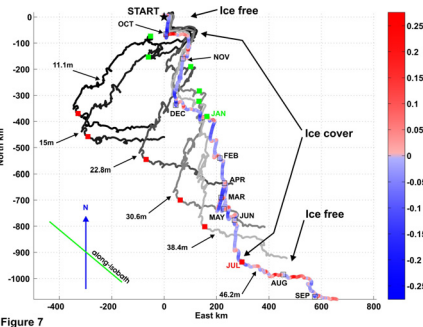 START
Ice free
OCT
NOV
11.1m
DEC
JAN
Ice cover
15m
FEB
22.8m
APR
MAR
30.6m
MAY
JUN
Ice free
N
38.4m
along-isobath
JUL
46.2m
AUG
SEP
0
-100
-200
-300
-400
-500
-600
-700
-800
-900
-1000
North km
-400
-200
0
200
400
600
800
East km
0.25
0.2
0.15
0.1
0.05
0
-0.05
-0.1
-0.15
-0.2
-0.25
Figure 7